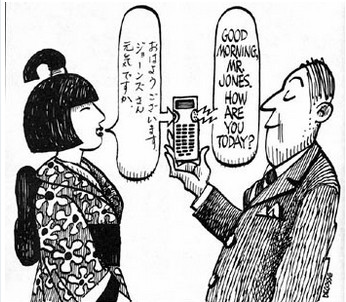 おはようございます。
ジョーンズさん
元気ですか
GOOD
MORNING,
MR.
JONES.
HOW
ARE
YOU
TODAY?